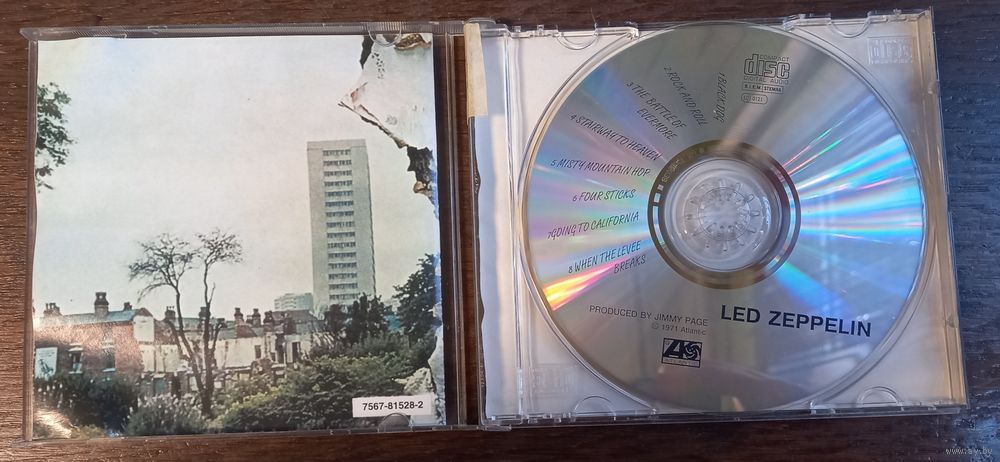 7567-81528-2
COMPACT
disc
DIGITAL AUDIO
B.I.E.M. STEMRA
1 BLACK DOG
2 ROCK AND ROLL
3 THE BATTLE OF
EVERMORE
4 STAIRWAY TO HEAVEN
5 MISTY MOUNTAIN HOP
6 FOUR STICKS
7 GOING TO CALIFORNIA
8 WHEN THE LEVEE
BREAKS
PRODUCED BY JIMMY PAGE
© 1971 Atlantic
LED ZEPPELIN